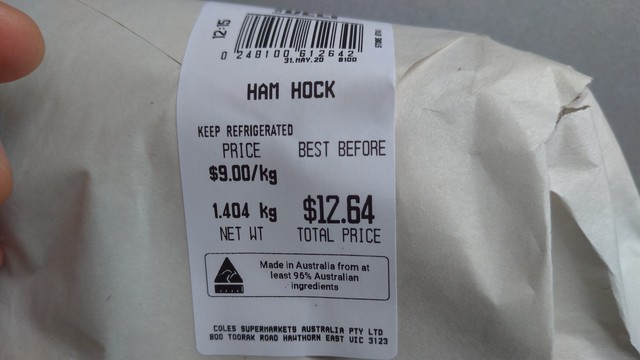 12:15
0 248100 612642
31.MAY.20 8100
HAM HOCK
KEEP REFRIGERATED
PRICE BEST BEFORE
$9.00/kg
1.404 kg $12.64
NET WT TOTAL PRICE
Made in Australia from at
least 96% Australian
ingredients
COLES SUPERMARKETS AUSTRALIA PTY LTD
800 TOORAK ROAD HAWTHORN EAST VIC 3123